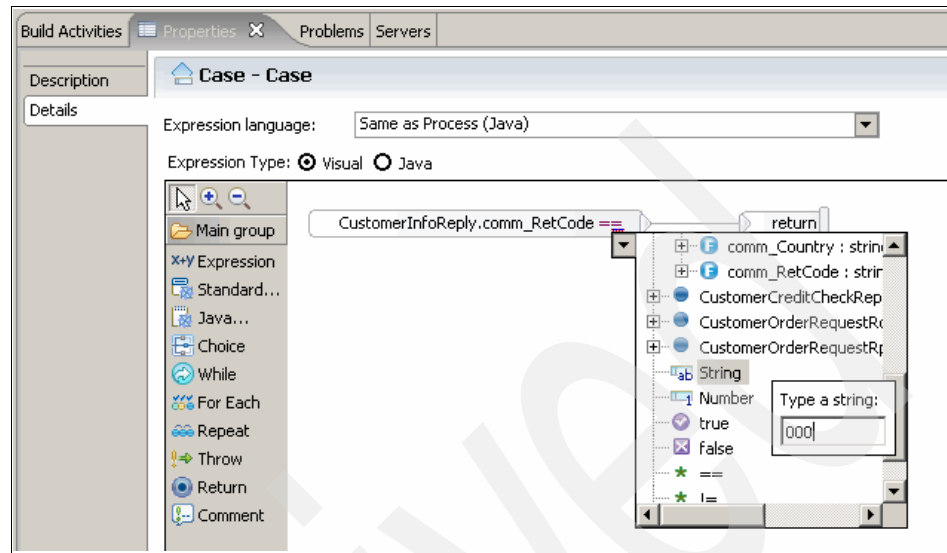 Build Activities Properties Problems Servers
Description
Details
Case - Case
Expression language: Same as Process (Java)
Expression Type: Visual Java
Main group
x+y Expression
Standard...
Java...
Choice
While
For Each
Repeat
Throw
Return
Comment
CustomerInfoReply.comm_RetCode == return
comm_Country : string
comm_RetCode : strin
CustomerCreditCheckRep
CustomerOrderRequestRc
CustomerOrderRequestRp
String
Number
true
false
==
!=
Type a string:
000